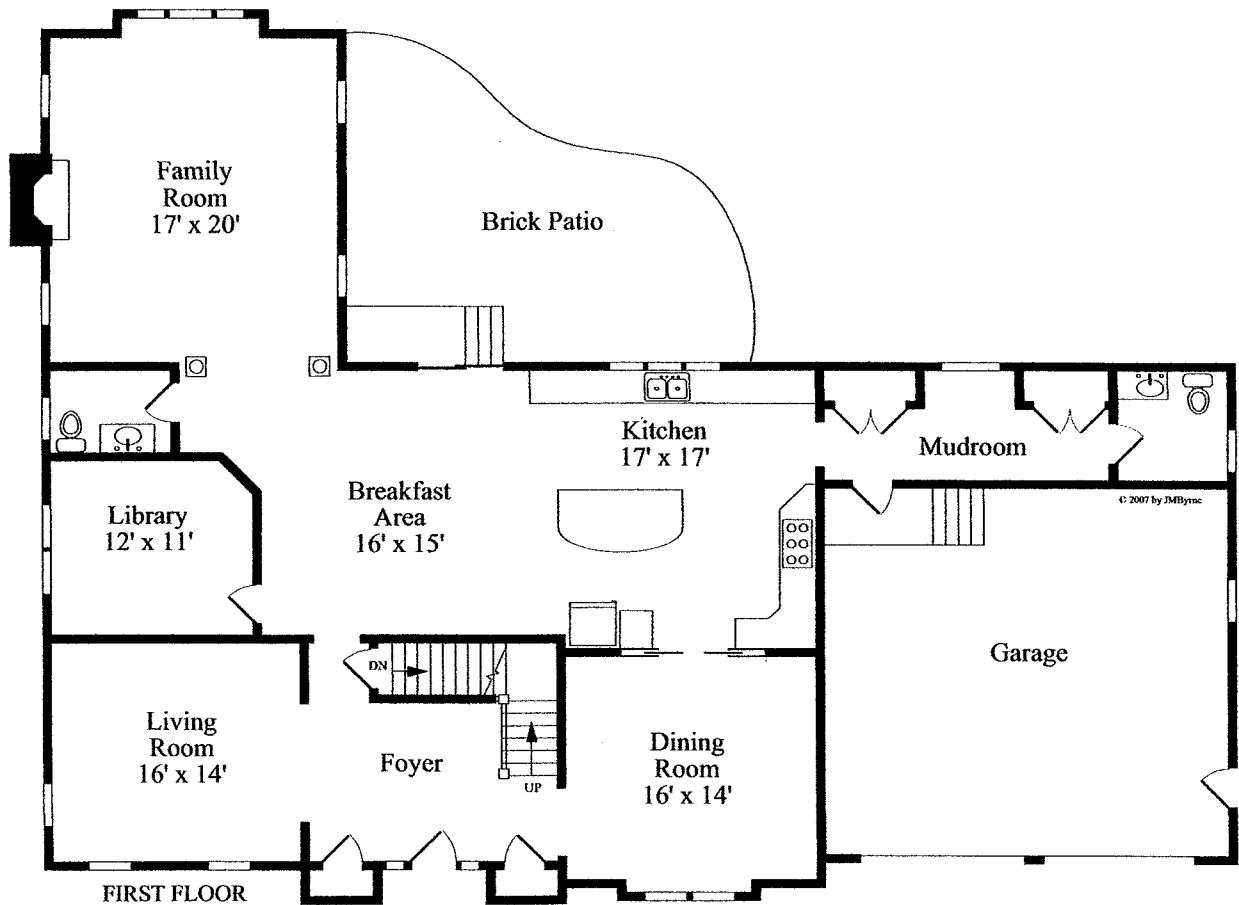 Family
Room
17' x 20'
Brick Patio
Kitchen
17' x 17'
Mudroom
Breakfast
Area
16' x 15'
Library
12' x 11'
© 2007 by JMByrne
Garage
DN
Living
Room
16' x 14'
Foyer
UP
Dining
Room
16' x 14'
FIRST FLOOR